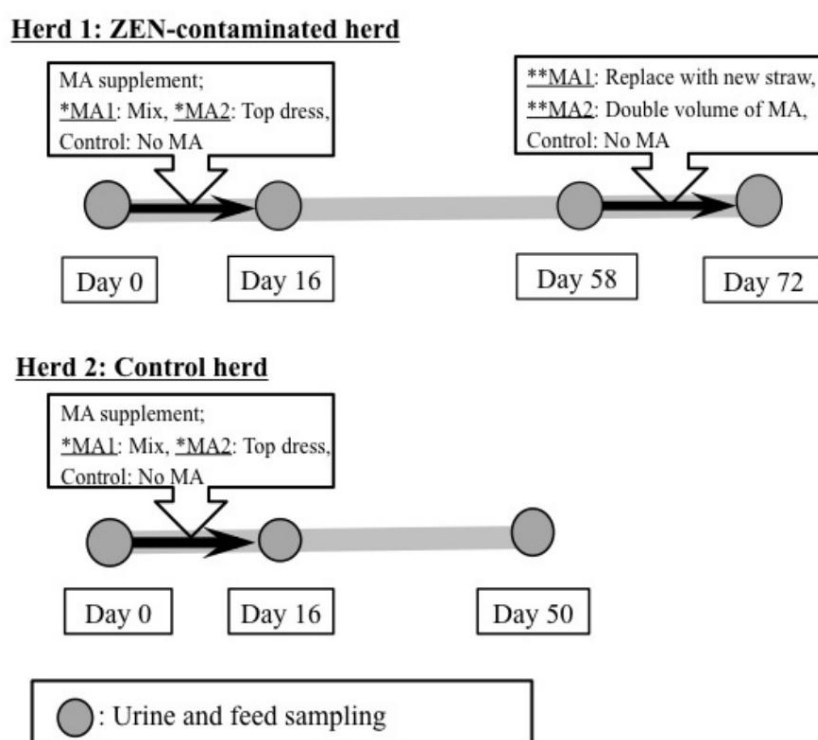 Herd 1: ZEN-contaminated herd
MA supplement;
*MA1: Mix, *MA2: Top dress,
Control: No MA
**MA1: Replace with new straw,
**MA2: Double volume of MA,
Control: No MA
Day 0
Day 16
Day 58
Day 72
Herd 2: Control herd
MA supplement;
*MA1: Mix, *MA2: Top dress,
Control: No MA
Day 0
Day 16
Day 50
: Urine and feed sampling